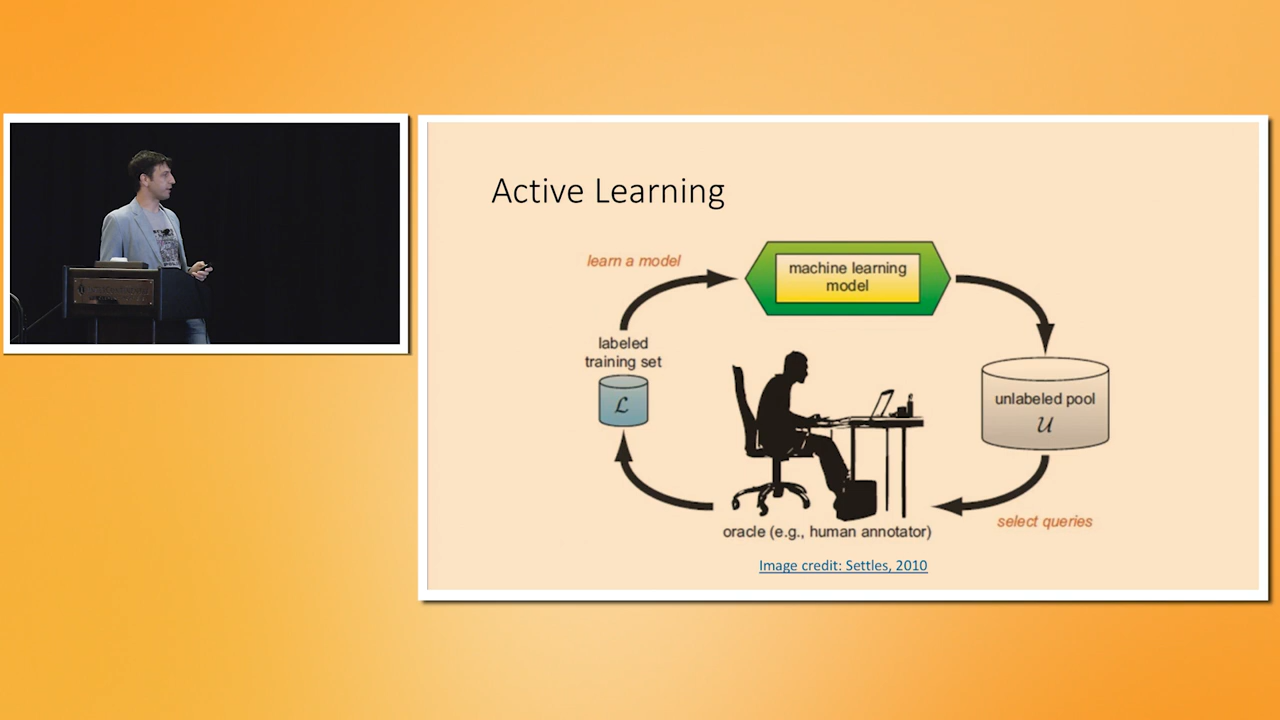 Active Learning
learn a model
machine learning
model
labeled
training set
ℒ
unlabeled pool
𝒰
select queries
oracle (e.g., human annotator)
Image credit: Settles, 2010